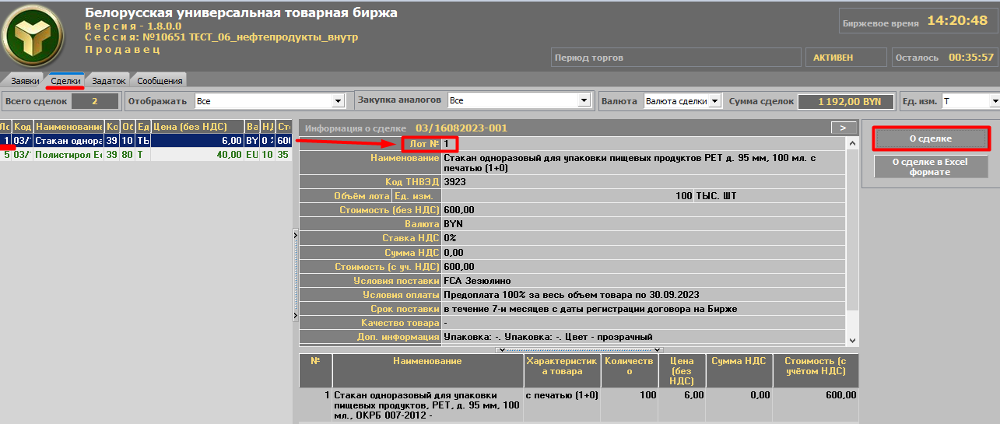 Белорусская универсальная товарная биржа
Версия - 1.8.0.0
Сессия: №10651 ТЕСТ_06_нефтепродукты_внутр
Продавец
Биржевое время 14:20:48
Период торгов
АКТИВЕН
Осталось 00:35:57
Заявки Сделки Задаток Сообщения
Всего сделок 2 Отображать Все Закупка аналогов Все Валюта Валюта сделки Сумма сделок 1 192,00 BYN Ед. изм. Т
Ло Код Наименование Ко Об Ед Цена (без НДС) Ва НД Сто
1 03/ Стакан однора 39 10 ТЫ 6,00 BY 0 600
5 03/ Полистирол 39 80 Т 40,00 EU 10 35
Информация о сделке 03/16082023-001 >
Лот № 1
Наименование Стакан одноразовый для упаковки пищевых продуктов РЕТ д. 95 мм, 100 мл. с
печатью (1+0)
Код ТНВЭД 3923
Объём лота Ед. изм. 100 ТЫС. ШТ
Стоимость (без НДС) 600,00
Валюта BYN
Ставка НДС 0%
Сумма НДС 0,00
Стоимость (с уч. НДС) 600,00
Условия поставки FCA Зезюлино
Условия оплаты Предоплата 100% за весь объем товара по 30.09.2023
Срок поставки в течение 7-и месяцев с даты регистрации договора на Бирже
Качество товара -
Доп. информация Упаковка: -. Упаковка: -. Цвет - прозрачный
О сделке
О сделке в Excel
формате
№ Наименование Характеристик Количеств Цена Сумма НДС Стоимость (с
а товара о (без учётом НДС)
НДС)
1 Стакан одноразовый для упаковки с печатью (1+0) 100 6,00 0,00 600,00
пищевых продуктов, РЕТ, д. 95 мм, 100
мл., ОКРБ 007-2012 -